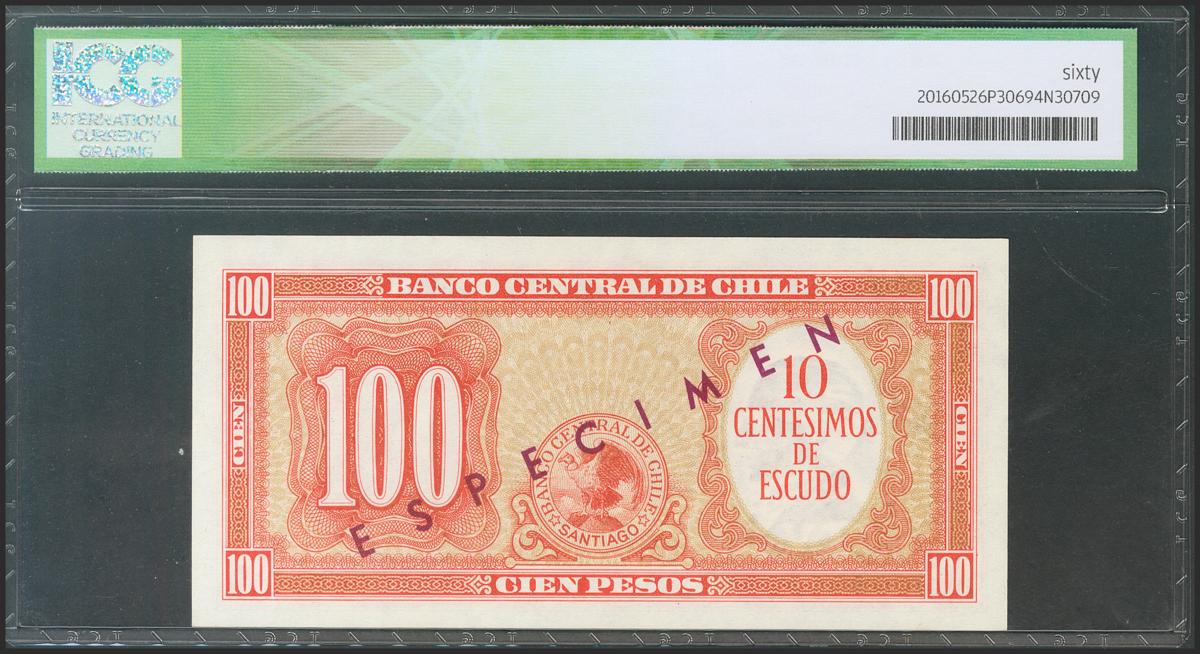 ICG
INTERNATIONAL
CURRENCY
GRADING
sixty
20160526P30694N30709
100
BANCO CENTRAL DE CHILE
100
100
CIEN
BANCO CENTRAL DE CHILE
SANTIAGO
10
CENTESIMOS
DE
ESCUDO
CIEN
ESPECIMEN
100
CIEN PESOS
100